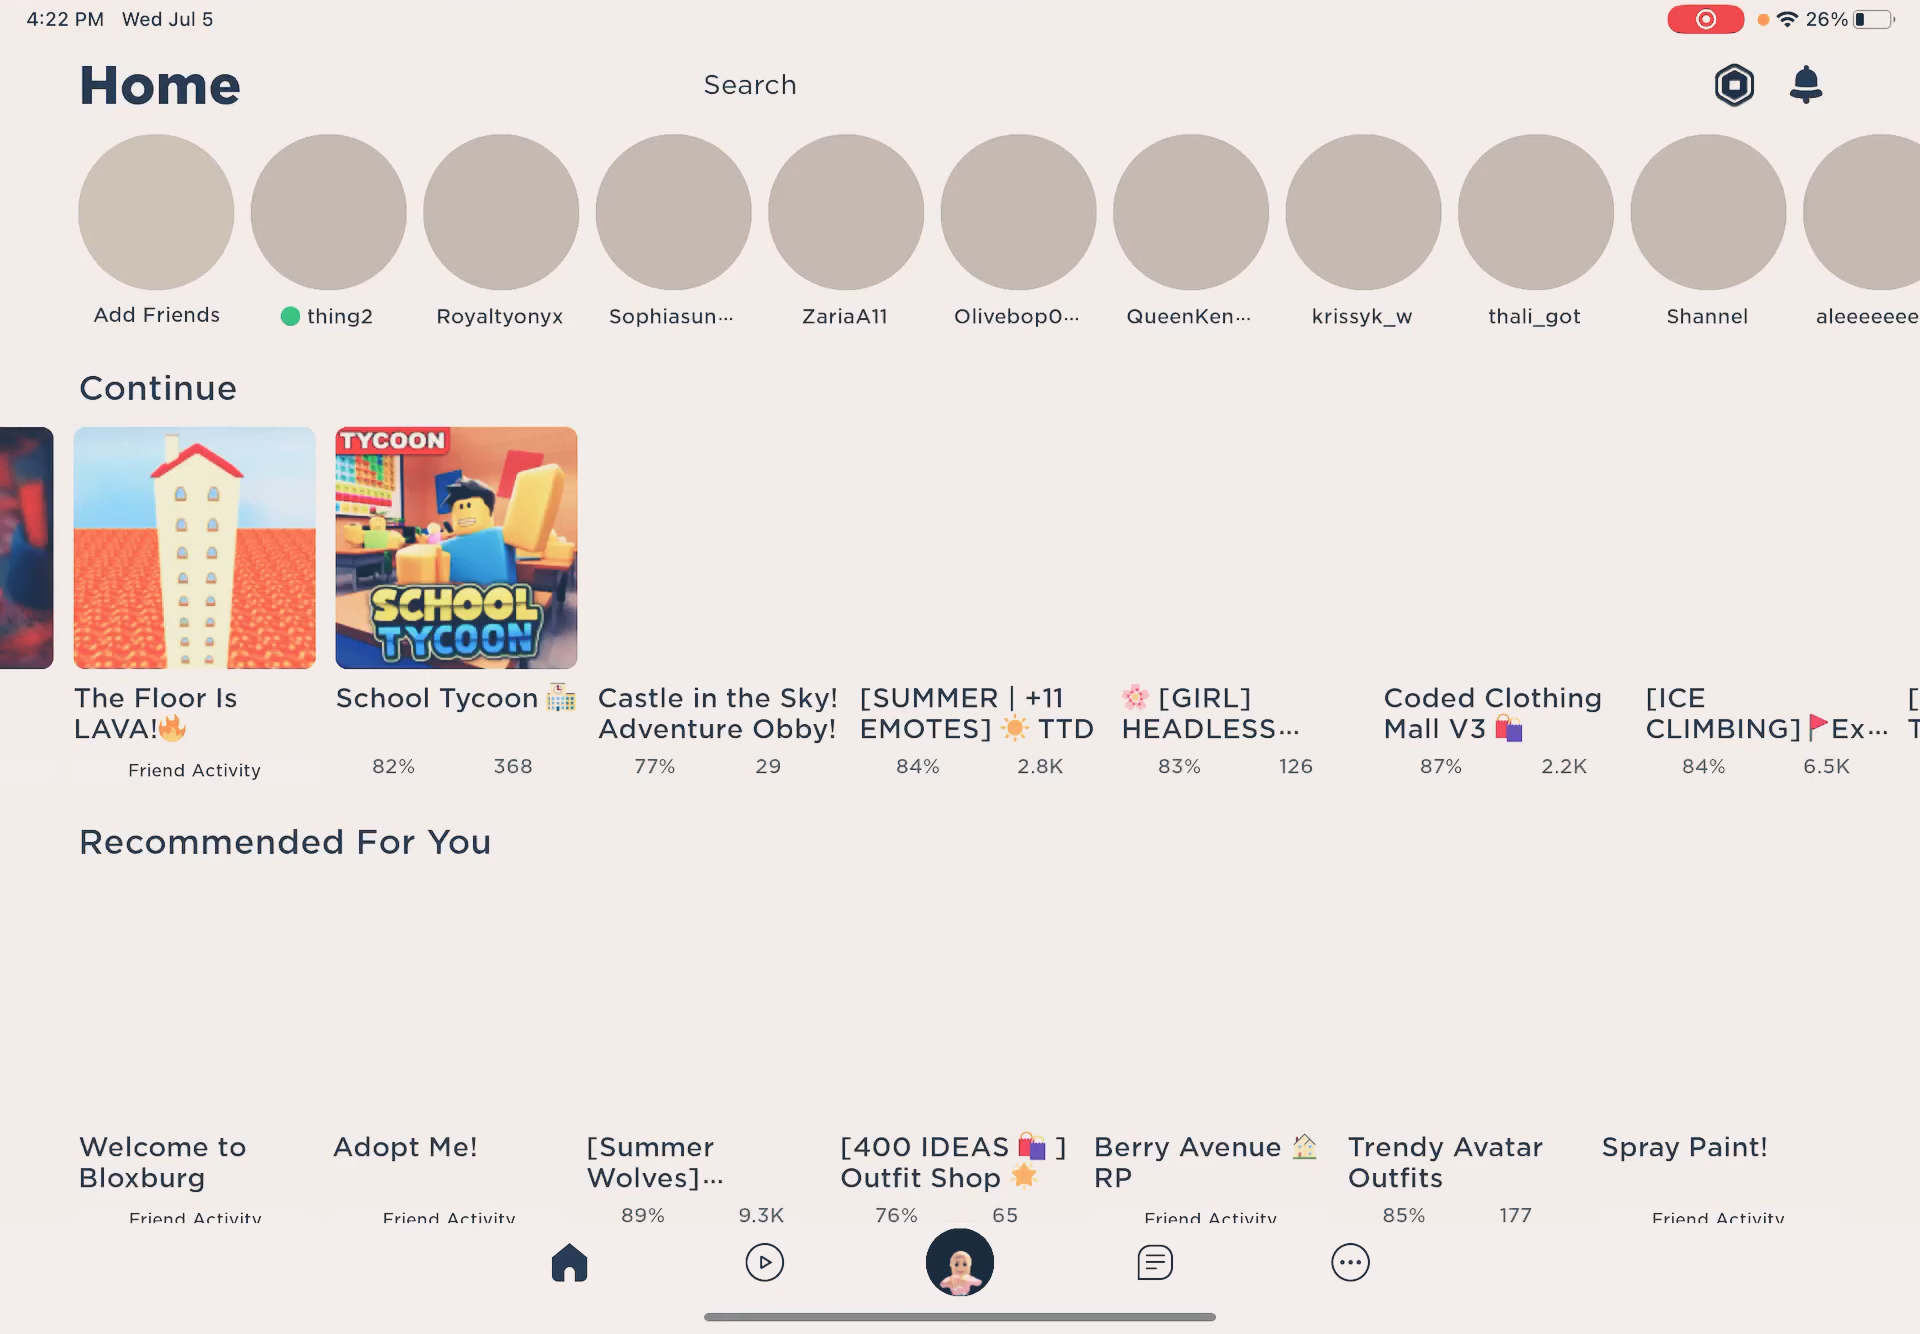 4:22 PM Wed Jul 5
26%
Home
Search
Add Friends
thing2
Royaltyonyx
Sophiasun...
ZariaA11
Olivebop0...
QueenKen...
krissyk_w
thali_got
Shannel
aleeeeeee
Continue
TYCOON
SCHOOL
TYCOON
The Floor Is
LAVA!🔥
Friend Activity
School Tycoon 🏫
82% 368
Castle in the Sky!
Adventure Obby!
77% 29
[SUMMER | +11
EMOTES] ☀️ TTD
84% 2.8K
🌸 [GIRL]
HEADLESS...
83% 126
Coded Clothing
Mall V3 🛍️
87% 2.2K
[ICE
CLIMBING]🚩Ex...
84% 6.5K
[
Recommended For You
Welcome to
Bloxburg
Friend Activity
Adopt Me!
Friend Activity
[Summer
Wolves]...
89% 9.3K
[400 IDEAS 🛍️ ]
Outfit Shop 🌟
76% 65
Berry Avenue 🏠
RP
Friend Activity
Trendy Avatar
Outfits
85% 177
Spray Paint!
Friend Activity